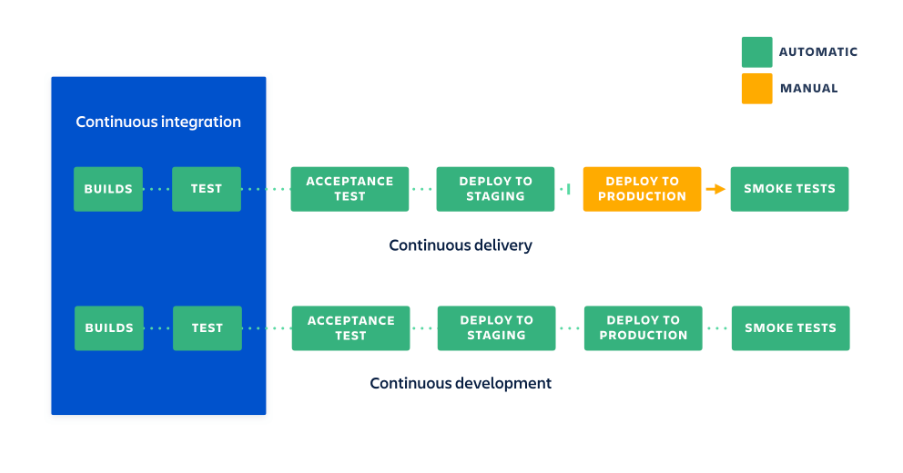 AUTOMATIC
MANUAL
Continuous integration
BUILDS
TEST
ACCEPTANCE
TEST
DEPLOY TO
STAGING
DEPLOY TO
PRODUCTION
SMOKE TESTS
Continuous delivery
BUILDS
TEST
ACCEPTANCE
TEST
DEPLOY TO
STAGING
DEPLOY TO
PRODUCTION
SMOKE TESTS
Continuous development